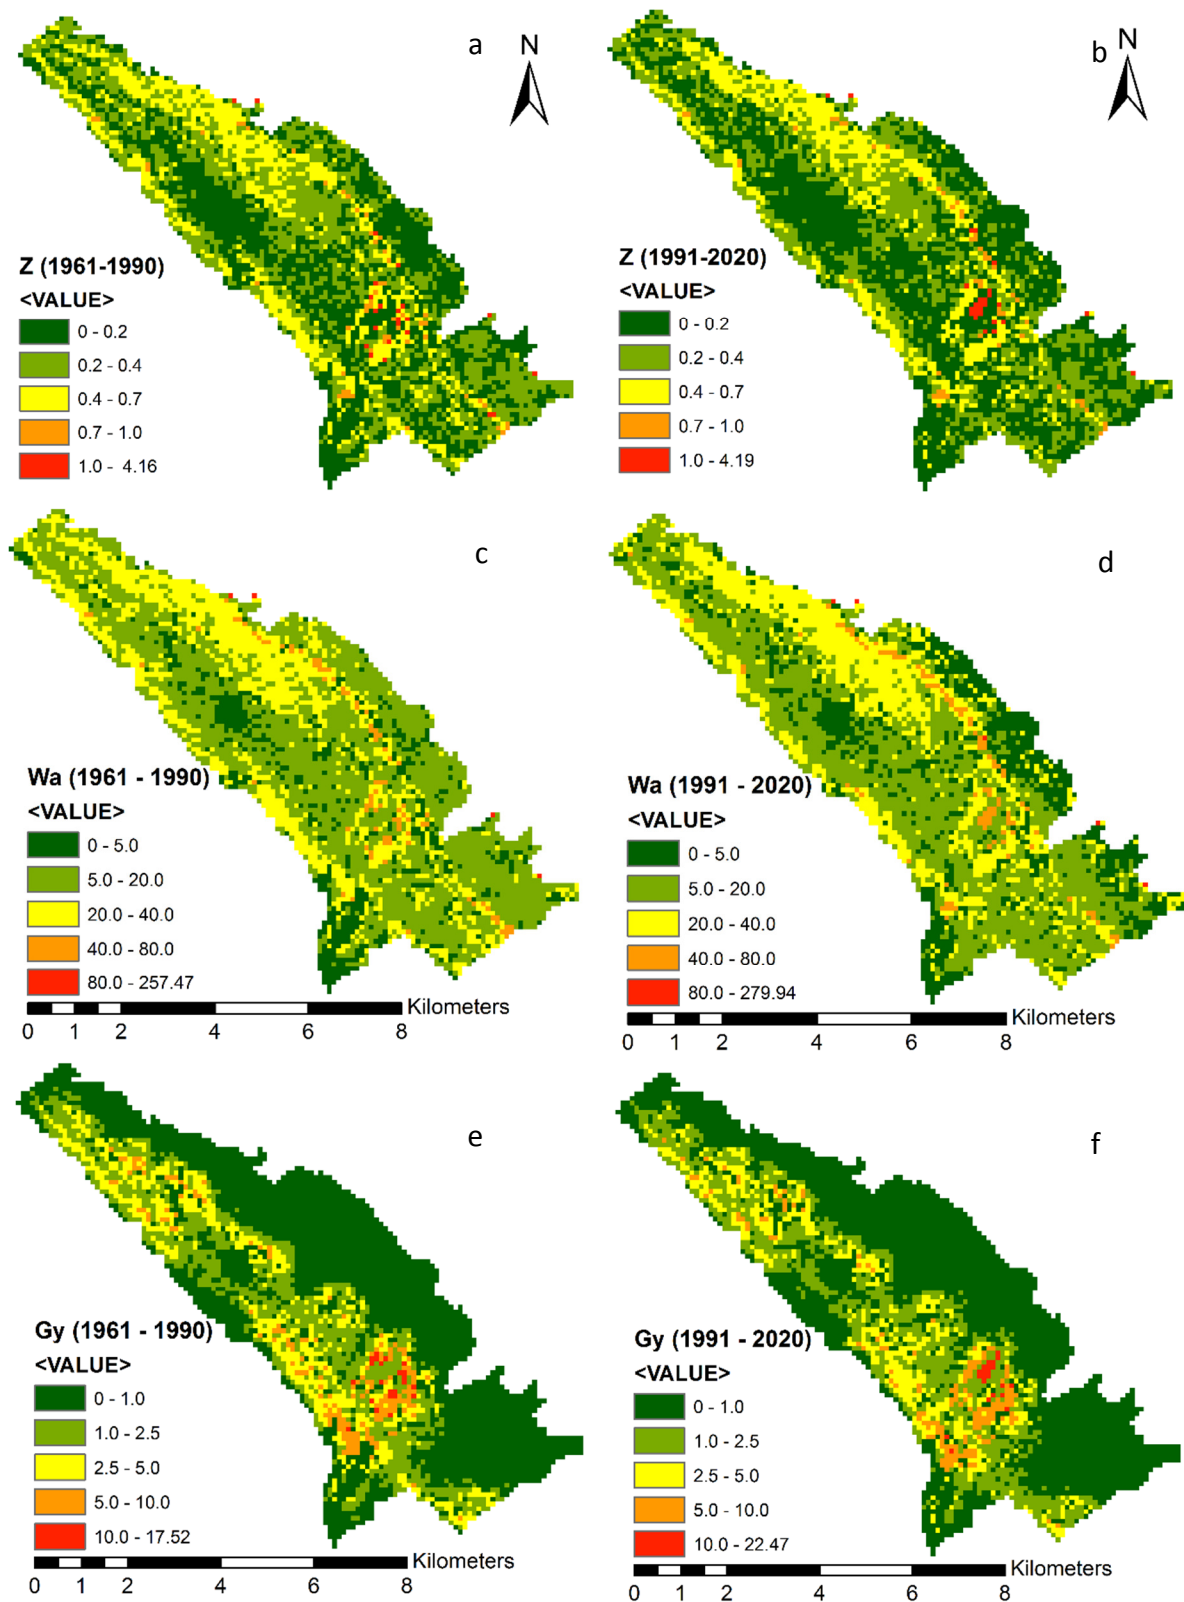 a
N
Z (1961-1990)
<VALUE>
0 - 0.2
0.2 - 0.4
0.4 - 0.7
0.7 - 1.0
1.0 - 4.16
b
N
Z (1991-2020)
<VALUE>
0 - 0.2
0.2 - 0.4
0.4 - 0.7
0.7 - 1.0
1.0 - 4.19
c
Wa (1961 - 1990)
<VALUE>
0 - 5.0
5.0 - 20.0
20.0 - 40.0
40.0 - 80.0
80.0 - 257.47
Kilometers
0 1 2 4 6 8
d
Wa (1991 - 2020)
<VALUE>
0 - 5.0
5.0 - 20.0
20.0 - 40.0
40.0 - 80.0
80.0 - 279.94
Kilometers
0 1 2 4 6 8
e
Gy (1961 - 1990)
<VALUE>
0 - 1.0
1.0 - 2.5
2.5 - 5.0
5.0 - 10.0
10.0 - 17.52
Kilometers
0 1 2 4 6 8
f
Gy (1991 - 2020)
<VALUE>
0 - 1.0
1.0 - 2.5
2.5 - 5.0
5.0 - 10.0
10.0 - 22.47
Kilometers
0 1 2 4 6 8